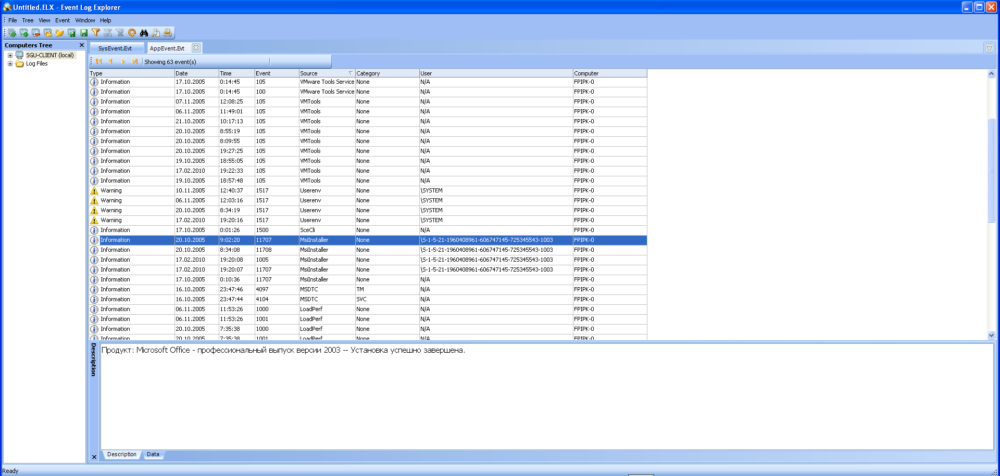 Untitled.ELX - Event Log Explorer
File Tree View Event Window Help
Computers Tree
SGU-CLIENT (local)
Log Files
SysEvent.Evt AppEvent.Evt
Showing 63 event(s)
Type Date Time Event Source Category User Computer
Information 17.10.2005 0:14:45 105 VMware Tools Service None N/A FPIPK-0
Information 17.10.2005 0:14:45 100 VMware Tools Service None N/A FPIPK-0
Information 07.11.2005 12:08:25 105 VMTools None N/A FPIPK-0
Information 06.11.2005 11:49:01 105 VMTools None N/A FPIPK-0
Information 21.10.2005 10:17:13 105 VMTools None N/A FPIPK-0
Information 20.10.2005 8:55:19 105 VMTools None N/A FPIPK-0
Information 20.10.2005 8:09:55 105 VMTools None N/A FPIPK-0
Information 20.10.2005 19:27:25 105 VMTools None N/A FPIPK-0
Information 19.10.2005 18:55:05 105 VMTools None N/A FPIPK-0
Information 17.02.2010 19:22:33 105 VMTools None N/A FPIPK-0
Information 19.10.2005 18:57:48 105 VMTools None N/A FPIPK-0
Warning 10.11.2005 12:40:37 1517 Userenv None \SYSTEM FPIPK-0
Warning 06.11.2005 12:03:16 1517 Userenv None \SYSTEM FPIPK-0
Warning 20.10.2005 8:34:19 1517 Userenv None \SYSTEM FPIPK-0
Warning 17.02.2010 19:20:16 1517 Userenv None \SYSTEM FPIPK-0
Information 17.10.2005 0:01:26 1500 SceCli None N/A FPIPK-0
Information 20.10.2005 9:02:20 11707 MsiInstaller None \S-1-5-21-1960408961-606747145-725345543-1003 FPIPK-0
Information 20.10.2005 8:34:08 11708 MsiInstaller None \S-1-5-21-1960408961-606747145-725345543-1003 FPIPK-0
Information 17.02.2010 19:20:08 1005 MsiInstaller None \S-1-5-21-1960408961-606747145-725345543-1003 FPIPK-0
Information 17.02.2010 19:20:07 11707 MsiInstaller None \S-1-5-21-1960408961-606747145-725345543-1003 FPIPK-0
Information 17.10.2005 0:10:36 11707 MsiInstaller None N/A FPIPK-0
Information 16.10.2005 23:47:46 4097 MSDTC TM N/A FPIPK-0
Information 16.10.2005 23:47:44 4104 MSDTC SVC N/A FPIPK-0
Information 06.11.2005 11:53:26 1000 LoadPerf None N/A FPIPK-0
Information 06.11.2005 11:53:26 1001 LoadPerf None N/A FPIPK-0
Information 20.10.2005 7:35:38 1000 LoadPerf None N/A FPIPK-0
Information 20.10.2005 7:35:38 1001 LoadPerf None N/A FPIPK-0
Description
Продукт: Microsoft Office - профессиональный выпуск версии 2003 -- Установка успешно завершена.
Description Data
Ready